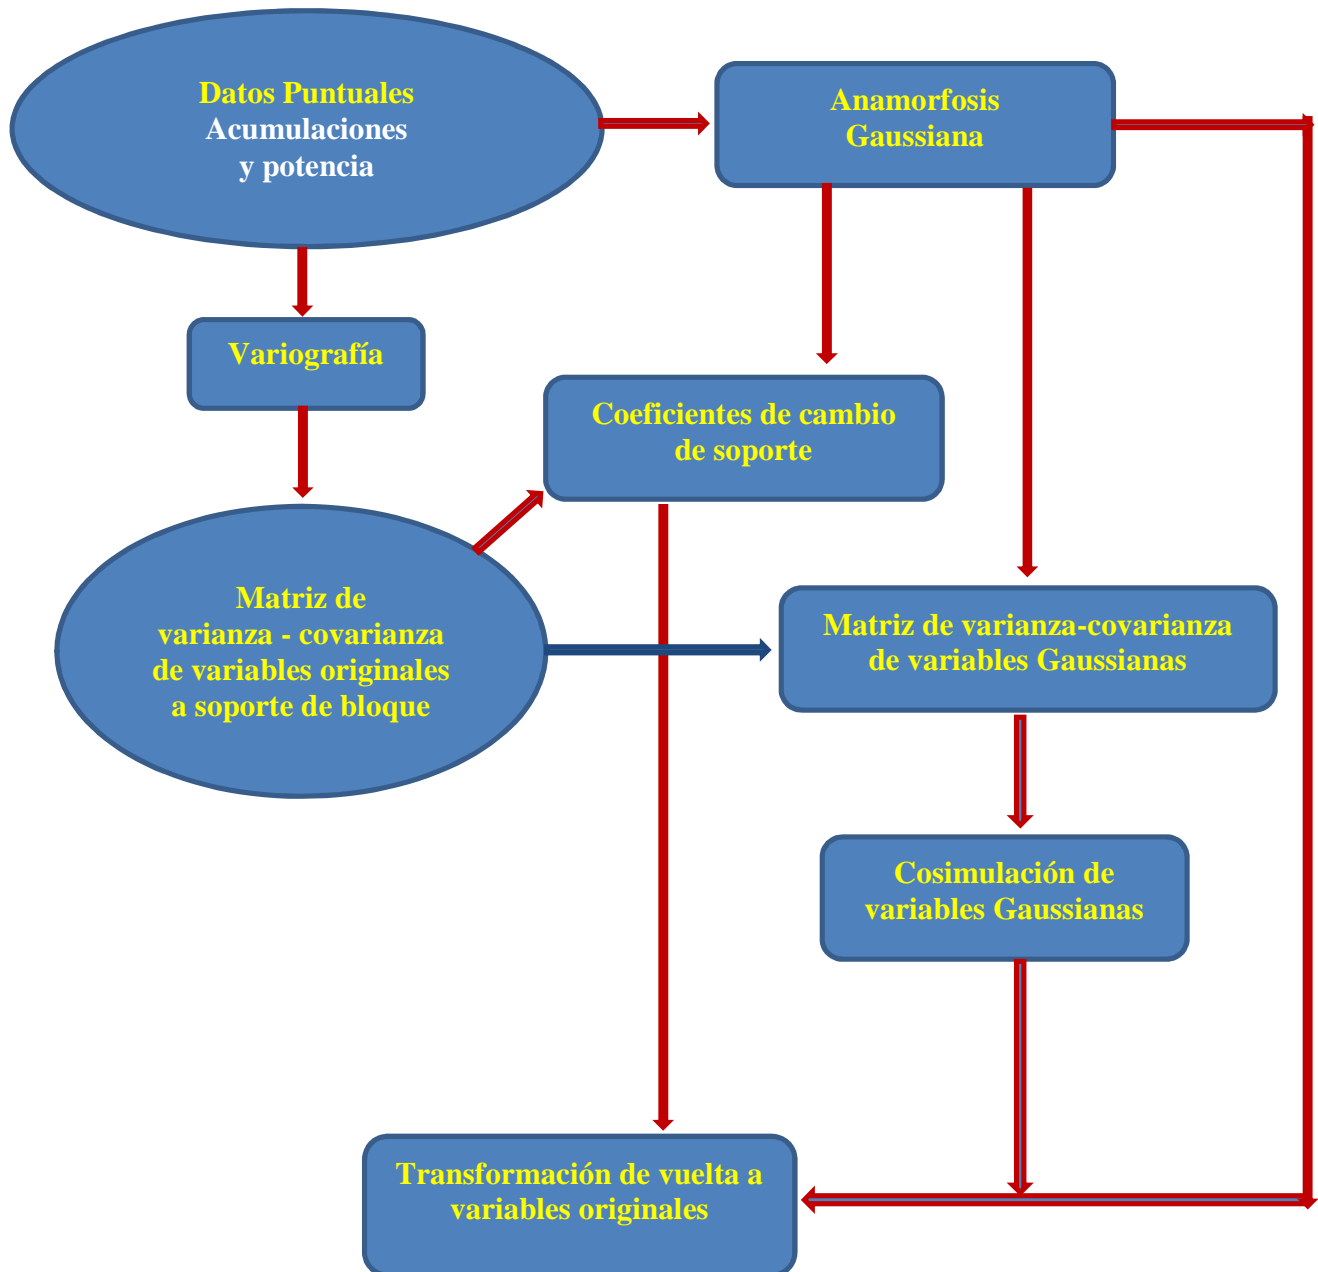 Datos Puntuales
Acumulaciones
y potencia
Anamorfosis
Gaussiana
Variografía
Coeficientes de cambio
de soporte
Matriz de
varianza - covarianza
de variables originales
a soporte de bloque
Matriz de varianza-covarianza
de variables Gaussianas
Cosimulación de
variables Gaussianas
Transformación de vuelta a
variables originales